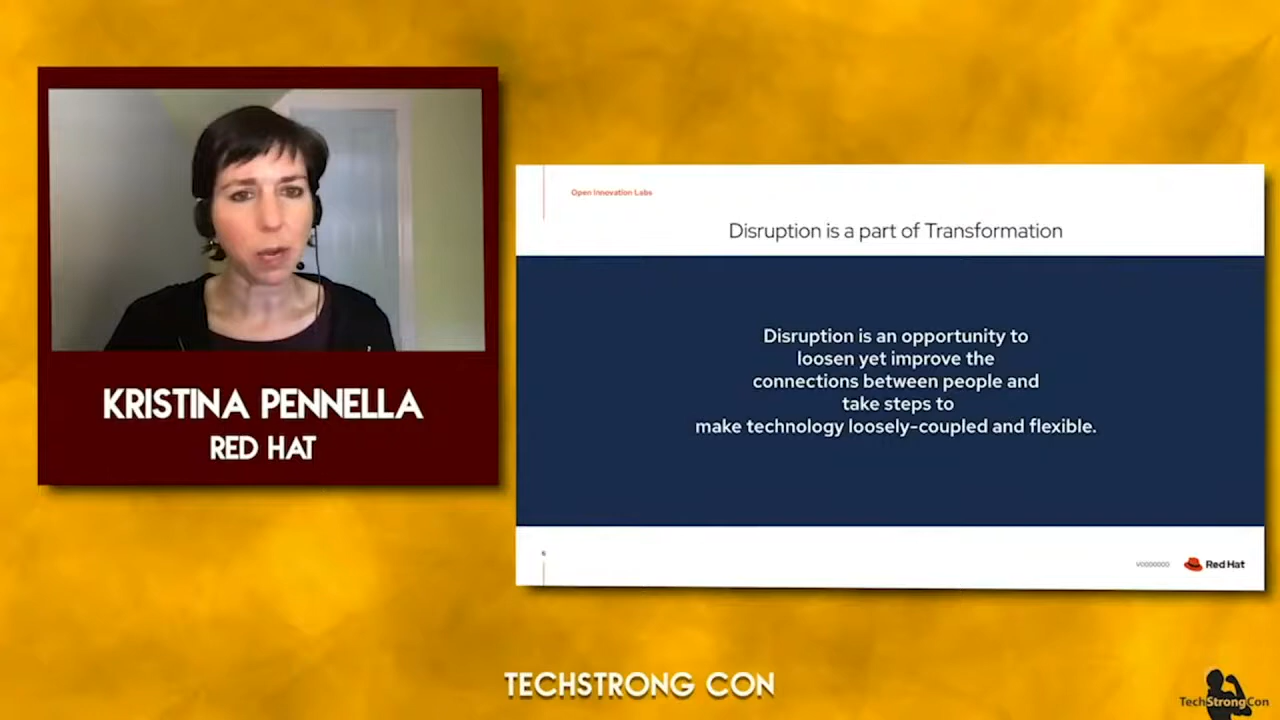 KRISTINA PENNELLA
RED HAT
Open Innovation Labs
Disruption is a part of Transformation
Disruption is an opportunity to
loosen yet improve the
connections between people and
take steps to
make technology loosely-coupled and flexible.
6
V0000000
Red Hat
TECHSTRONG CON
TechStrongCon